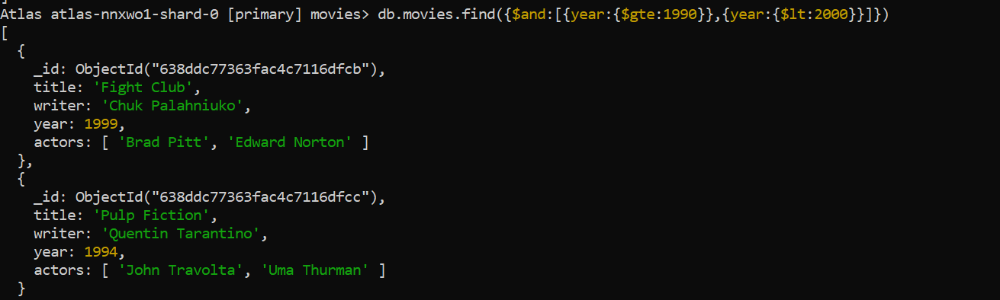 Atlas atlas-nnxwo1-shard-0 [primary] movies> db.movies.find({$and:[{year:{$gte:1990}},{year:{$lt:2000}}]})
[
  {
    _id: ObjectId("638ddc77363fac4c7116dfcb"),
    title: 'Fight Club',
    writer: 'Chuk Palahniuko',
    year: 1999,
    actors: [ 'Brad Pitt', 'Edward Norton' ]
  },
  {
    _id: ObjectId("638ddc77363fac4c7116dfcc"),
    title: 'Pulp Fiction',
    writer: 'Quentin Tarantino',
    year: 1994,
    actors: [ 'John Travolta', 'Uma Thurman' ]
  }